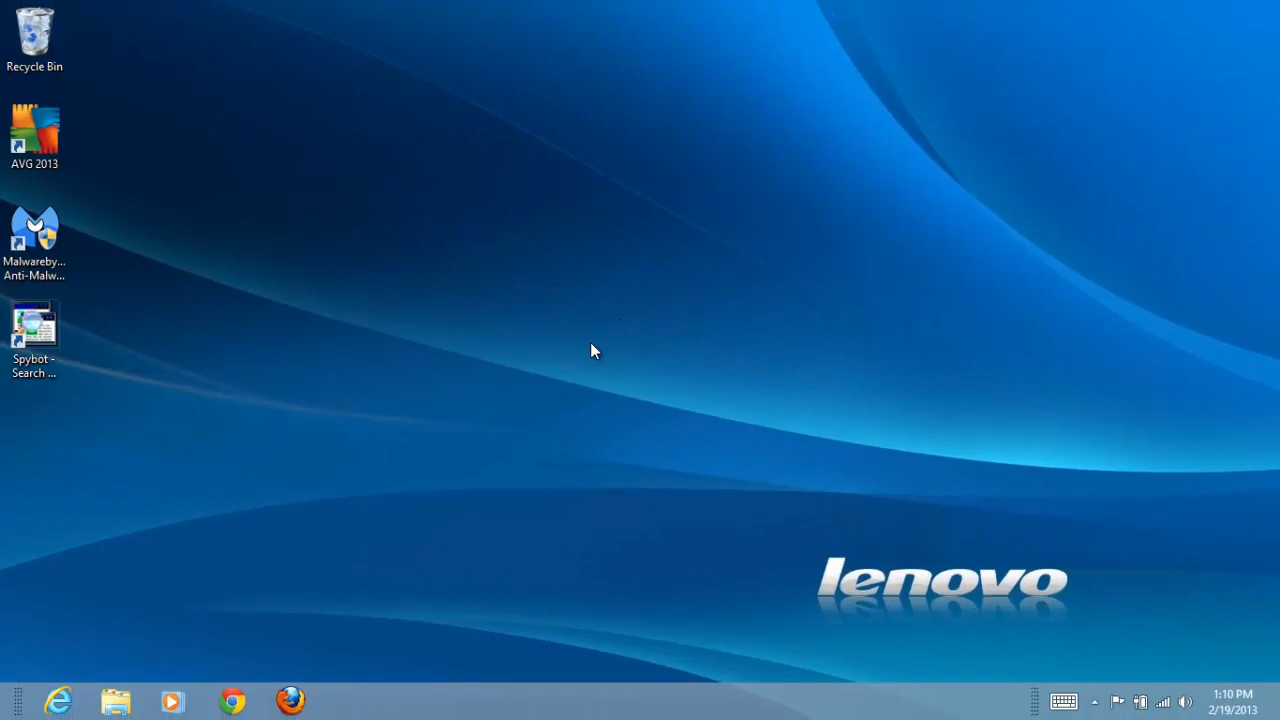 Recycle Bin
AVG 2013
Malwareby...
Anti-Malw...
Spybot -
Search ...
lenovo
1:10 PM
2/19/2013